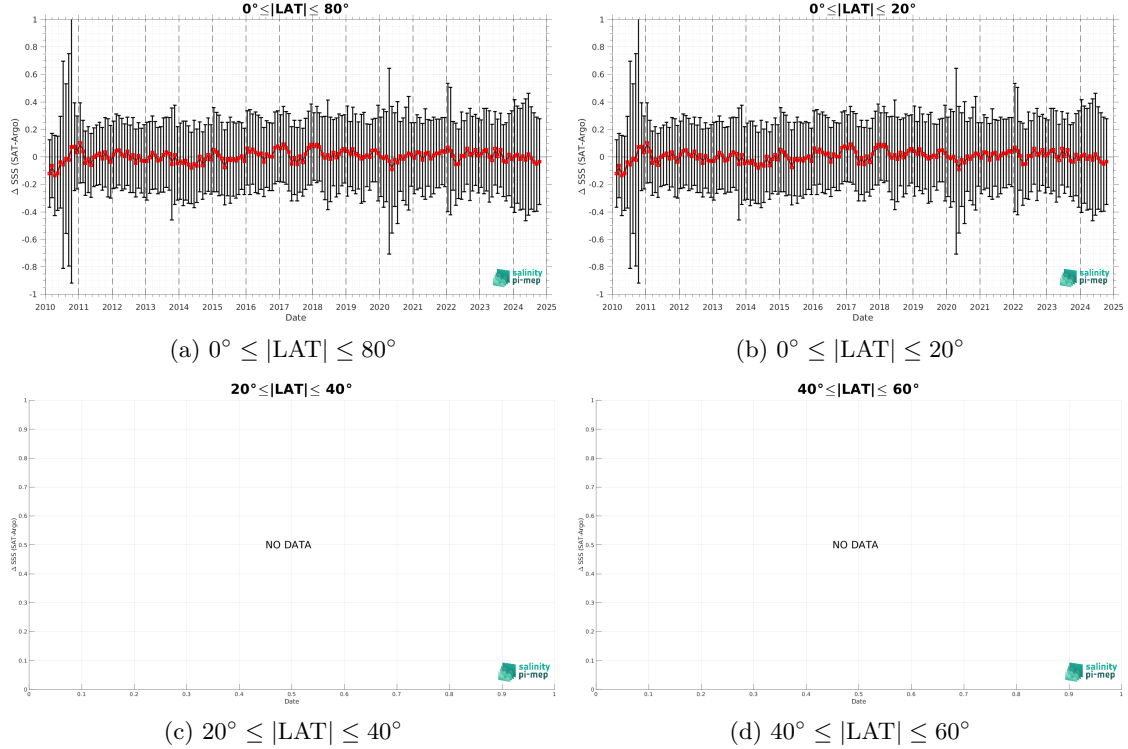 0°≤|LAT|≤ 80°
Δ SSS (SAT-Argo)
1
0.8
0.6
0.4
0.2
0
-0.2
-0.4
-0.6
-0.8
-1
2010 2011 2012 2013 2014 2015 2016 2017 2018 2019 2020 2021 2022 2023 2024 2025
Date
salinity
pi-mep
(a) 0° ≤ |LAT| ≤ 80°
0°≤|LAT|≤ 20°
Δ SSS (SAT-Argo)
1
0.8
0.6
0.4
0.2
0
-0.2
-0.4
-0.6
-0.8
-1
2010 2011 2012 2013 2014 2015 2016 2017 2018 2019 2020 2021 2022 2023 2024 2025
Date
salinity
pi-mep
(b) 0° ≤ |LAT| ≤ 20°
20°≤|LAT|≤ 40°
Δ SSS (SAT-Argo)
1
0.9
0.8
0.7
0.6
0.5
0.4
0.3
0.2
0.1
0
NO DATA
0 0.1 0.2 0.3 0.4 0.5 0.6 0.7 0.8 0.9 1
Date
salinity
pi-mep
(c) 20° ≤ |LAT| ≤ 40°
40°≤|LAT|≤ 60°
Δ SSS (SAT-Argo)
1
0.9
0.8
0.7
0.6
0.5
0.4
0.3
0.2
0.1
0
NO DATA
0 0.1 0.2 0.3 0.4 0.5 0.6 0.7 0.8 0.9 1
Date
salinity
pi-mep
(d) 40° ≤ |LAT| ≤ 60°